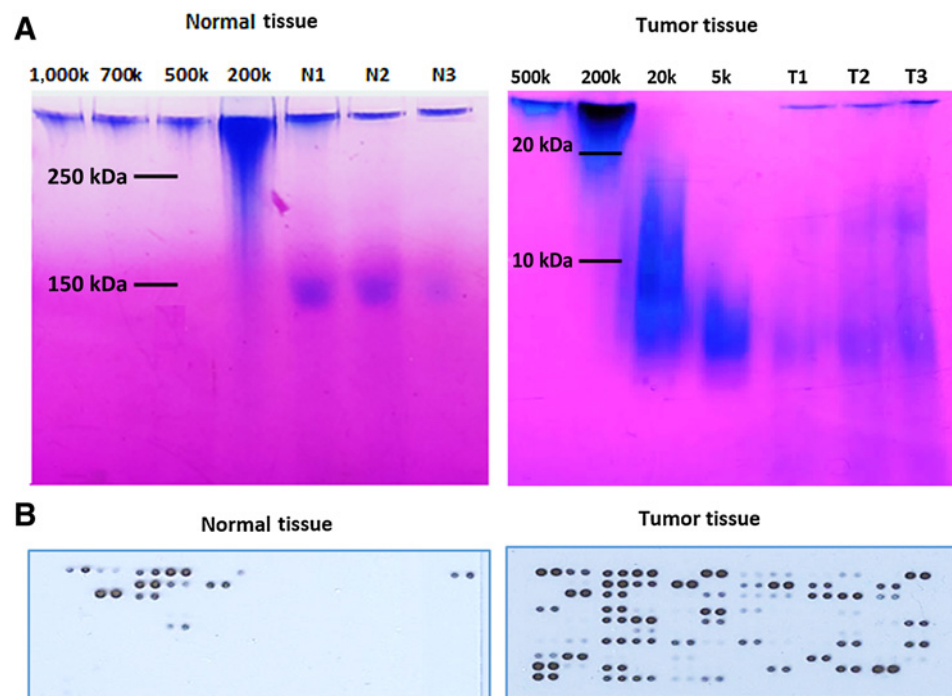 A
Normal tissue
Tumor tissue
1,000k 700k 500k 200k N1 N2 N3
500k 200k 20k 5k T1 T2 T3
250 kDa
150 kDa
20 kDa
10 kDa
B
Normal tissue
Tumor tissue